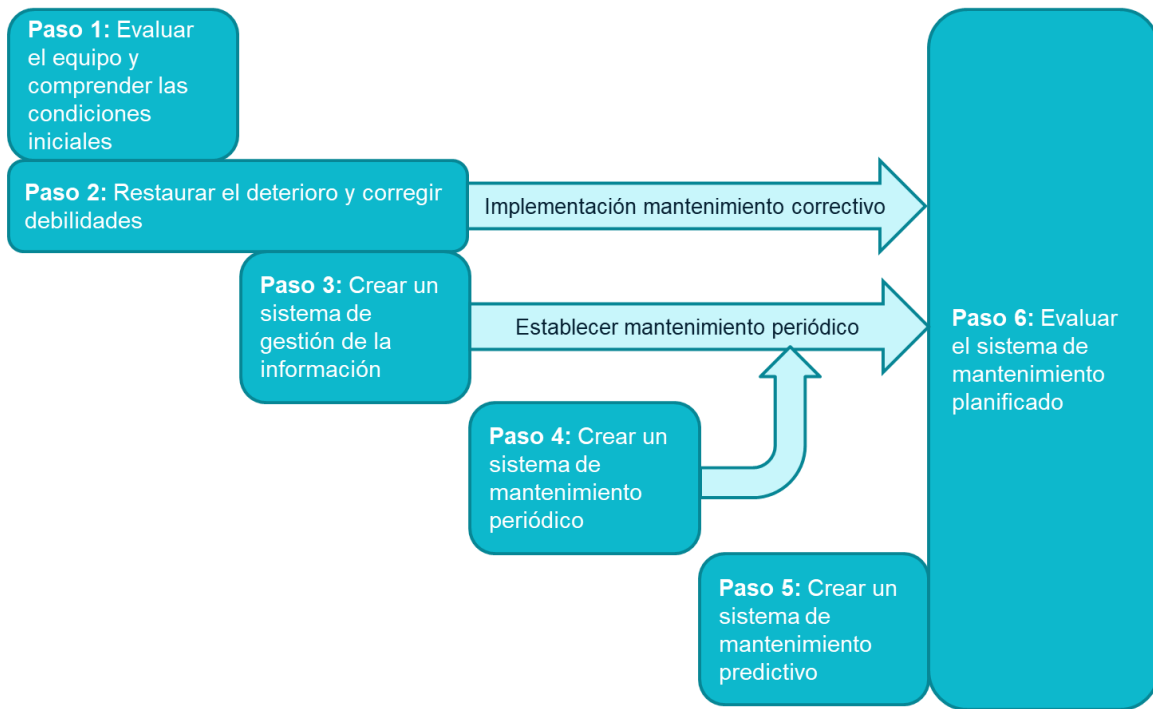 Paso 1: Evaluar
el equipo y
comprender las
condiciones
iniciales
Paso 2: Restaurar el deterioro y corregir
debilidades
Implementación mantenimiento correctivo
Paso 3: Crear un
sistema de
gestión de la
información
Establecer mantenimiento periódico
Paso 4: Crear un
sistema de
mantenimiento
periódico
Paso 5: Crear un
sistema de
mantenimiento
predictivo
Paso 6: Evaluar
el sistema de
mantenimiento
planificado